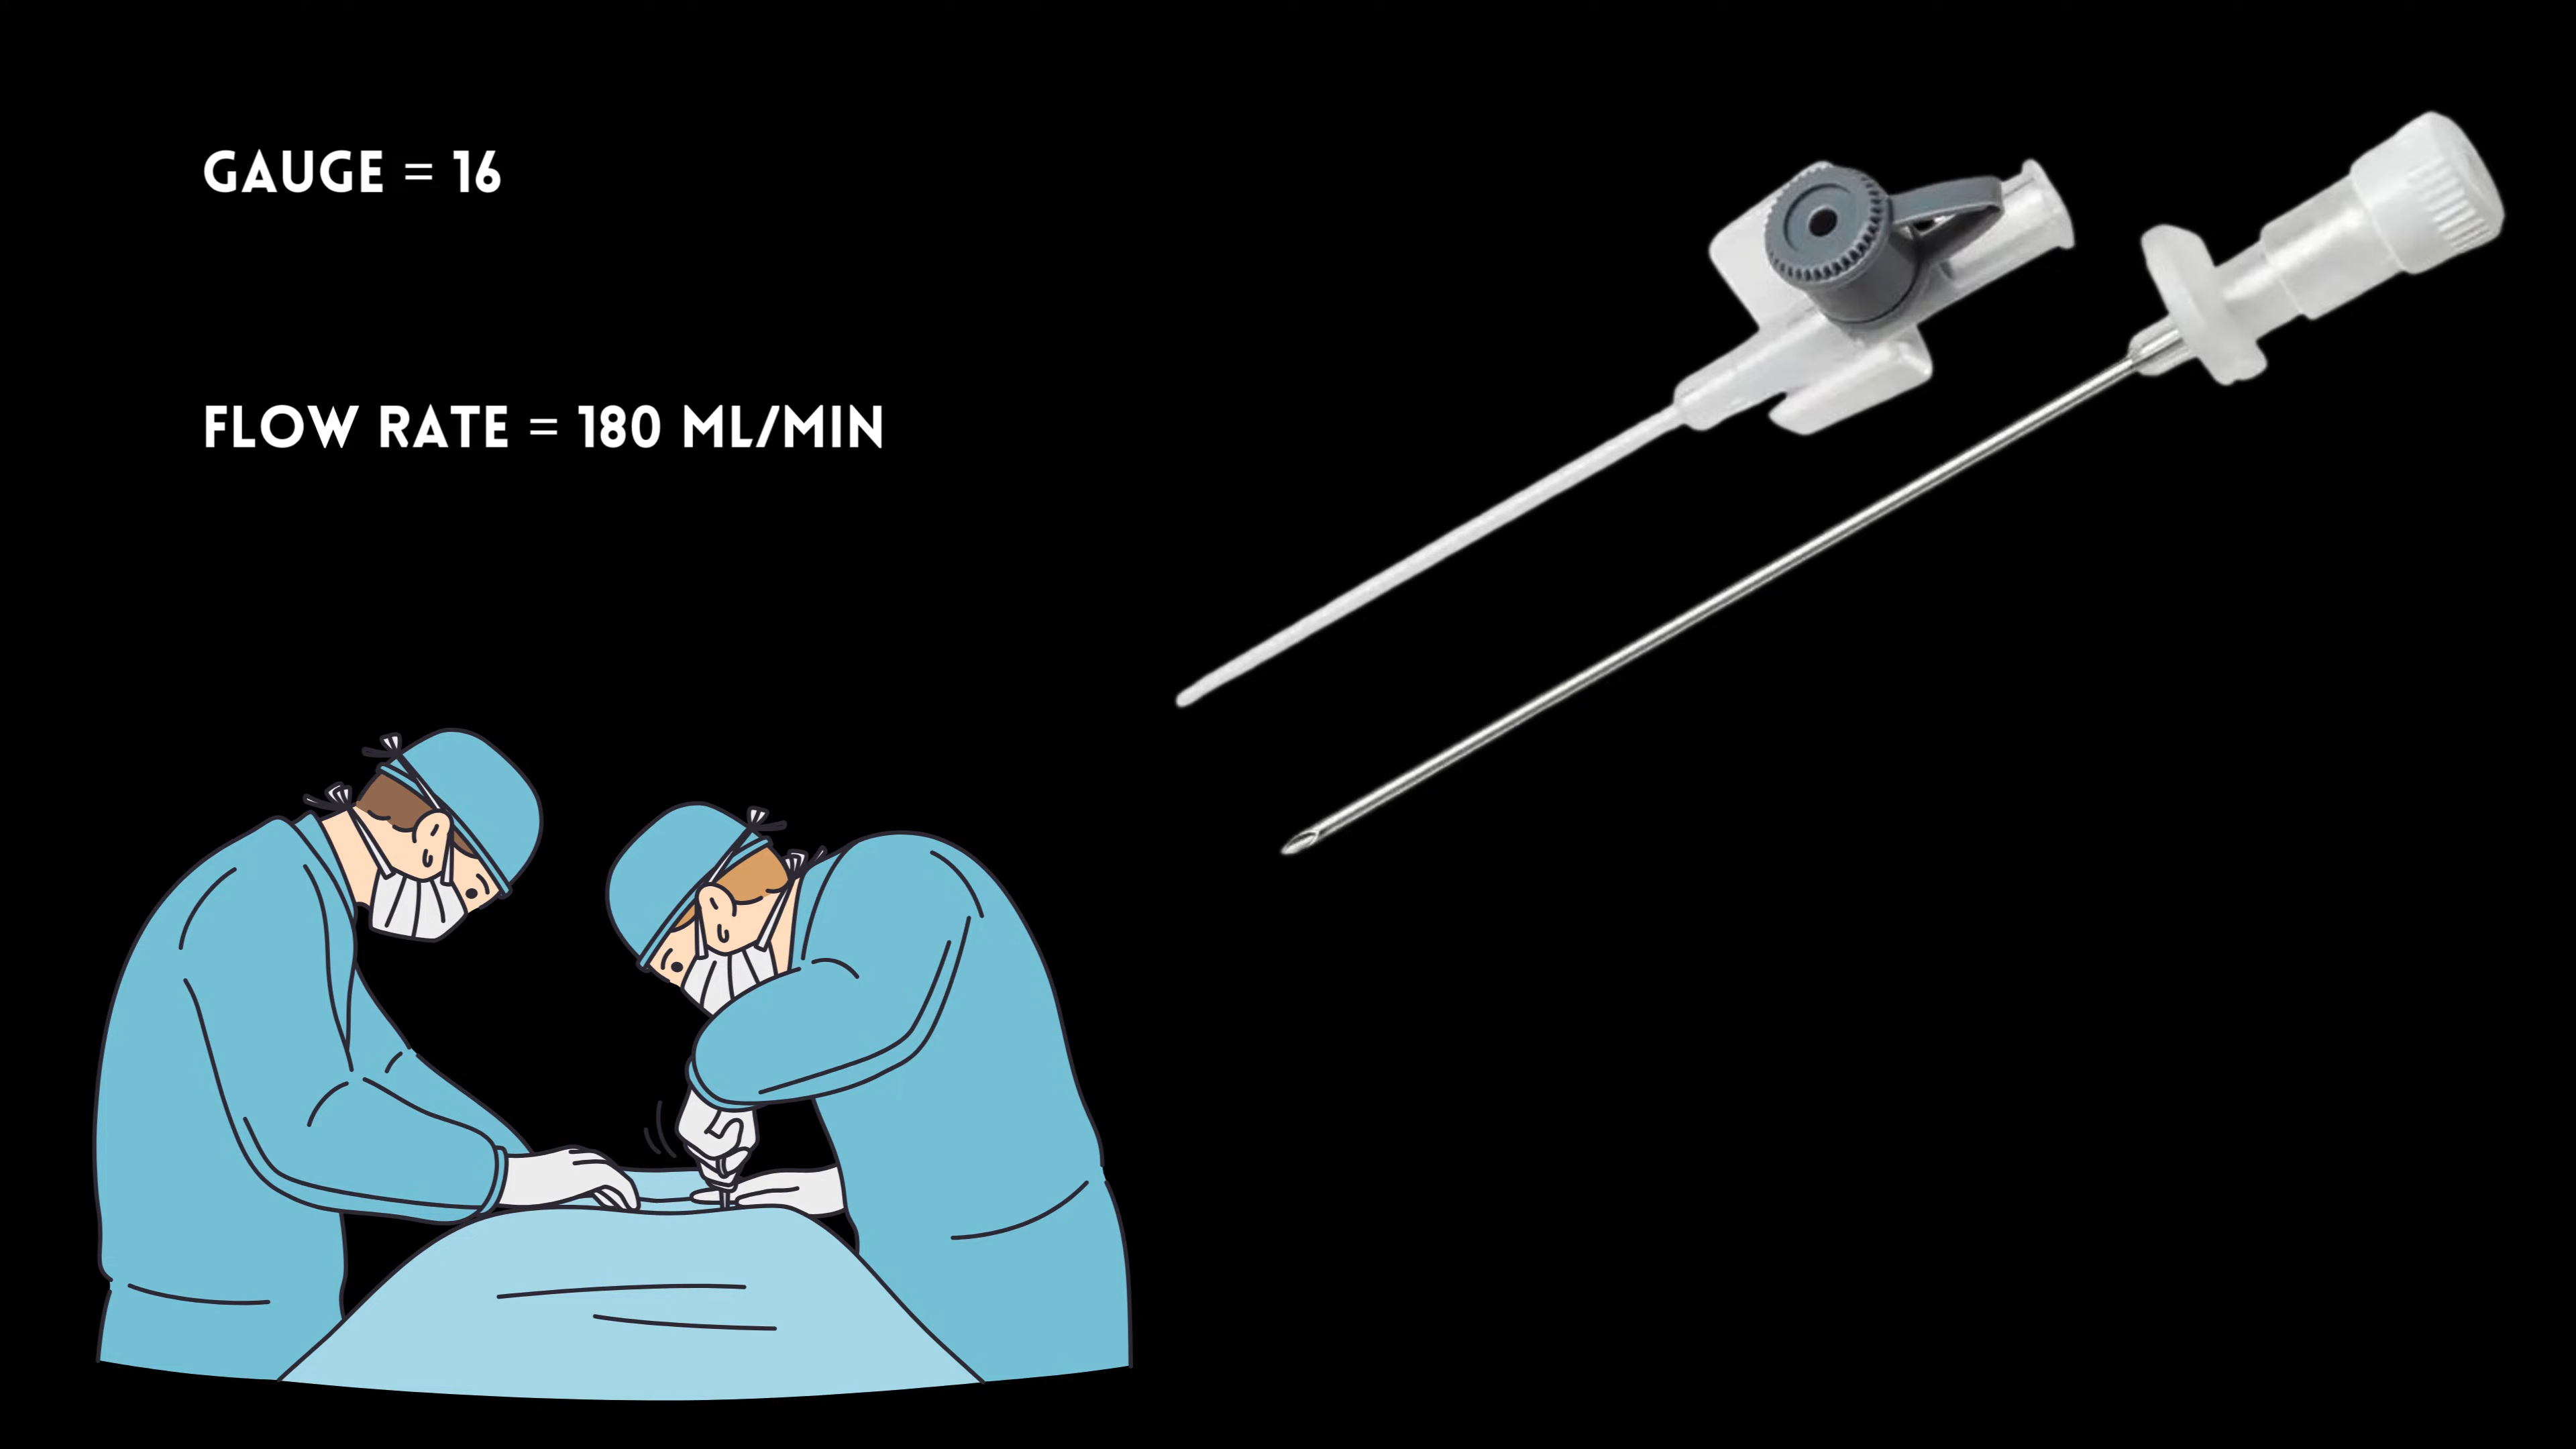 GAUGE = 16
FLOW RATE = 180 ML/MIN